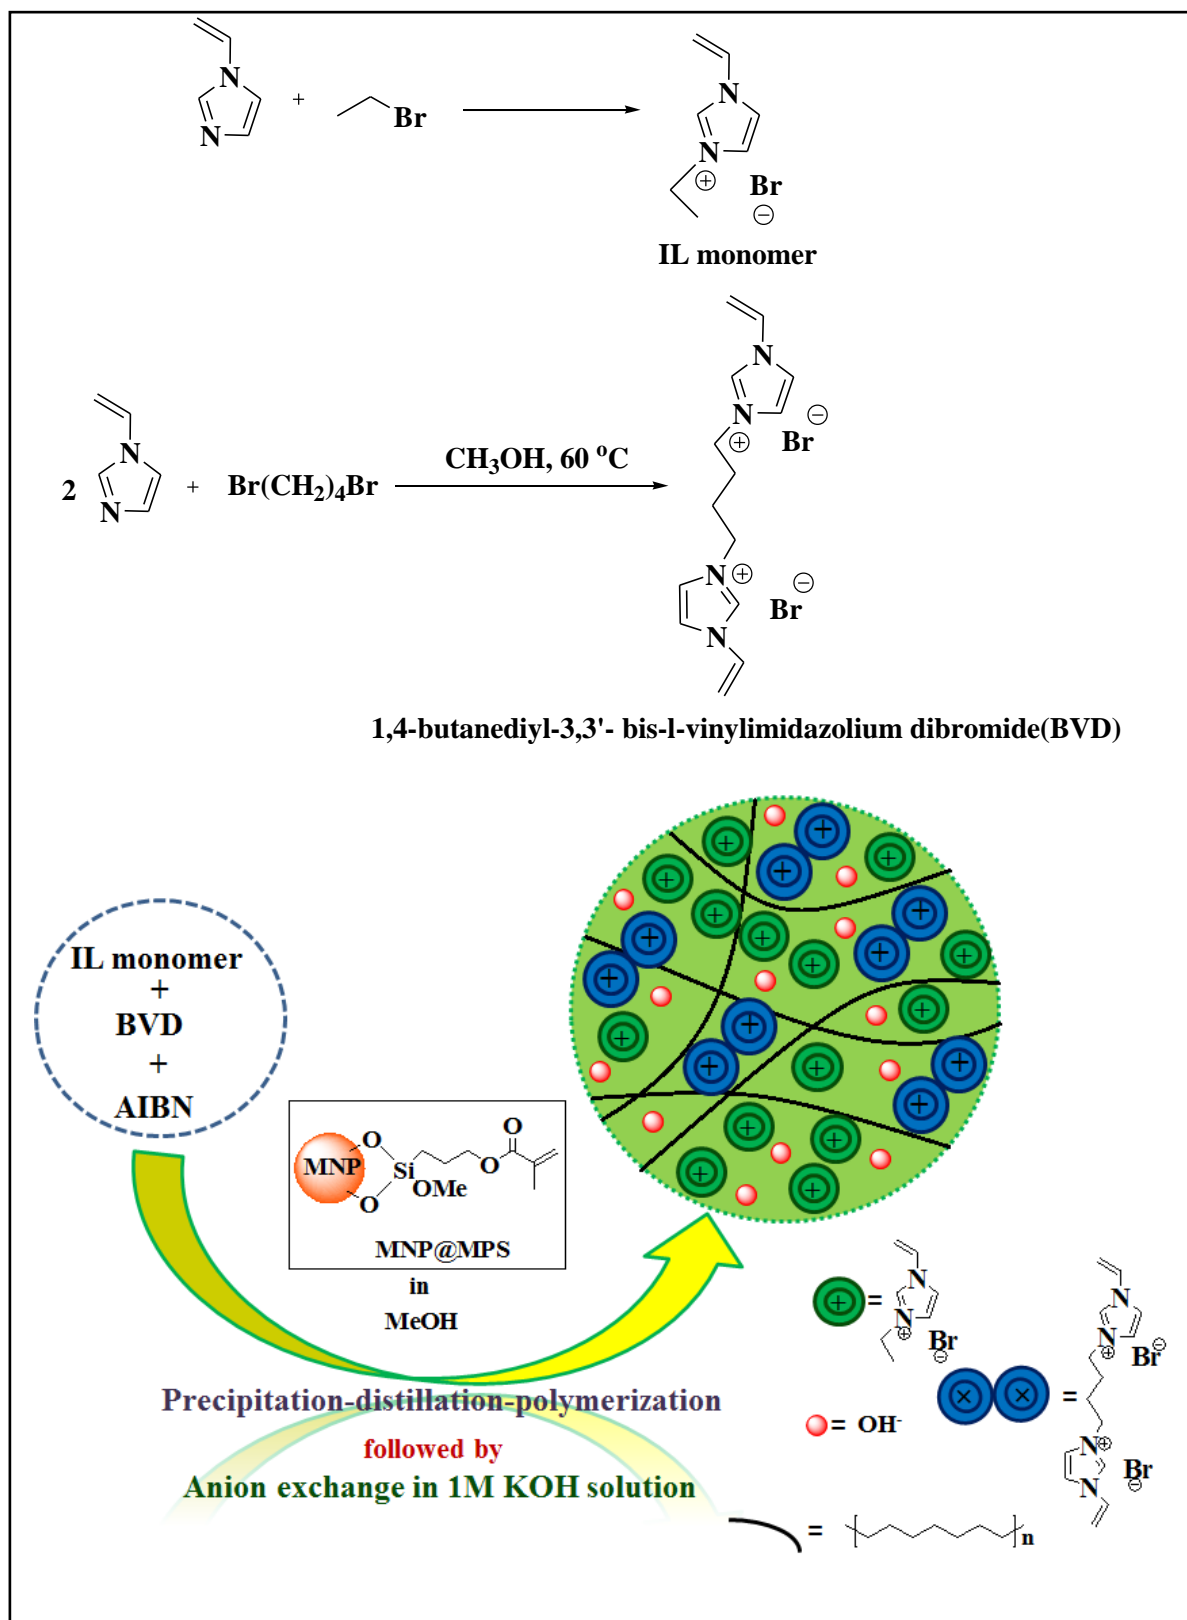 N
N
+
Br
N
N
⊕
Br
⊖
IL monomer
2
N
N
+
Br(CH₂)₄Br
CH₃OH, 60 °C
N
N
⊕
Br
⊖
N
⊕
Br
⊖
N
1,4-butanediyl-3,3'- bis-l-vinylimidazolium dibromide(BVD)
IL monomer
+
BVD
+
AIBN
MNP
O
O
Si
OMe
O
O
MNP@MPS
in
MeOH
Precipitation-distillation-polymerization
followed by
Anion exchange in 1M KOH solution
+ = N
N
⊕
Br
⊖
× × =
N
N
⊕
Br
⊖
N
⊕
Br
⊖
N
= OH-
= n